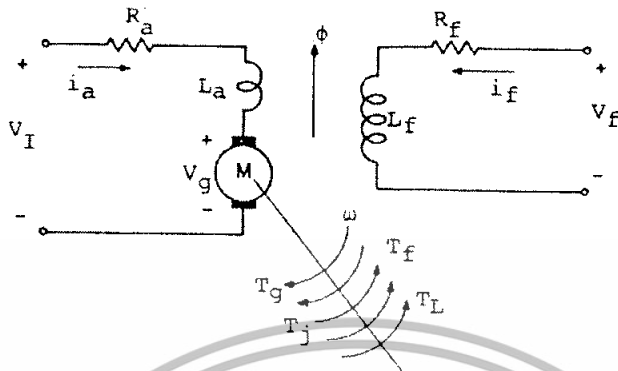 R_a
φ
R_f
+
i_a
L_a
i_f
+
V_I
L_f
V_f
+
V_g
M
-
-
-
ω
T_f
T_g
T_L
T_j